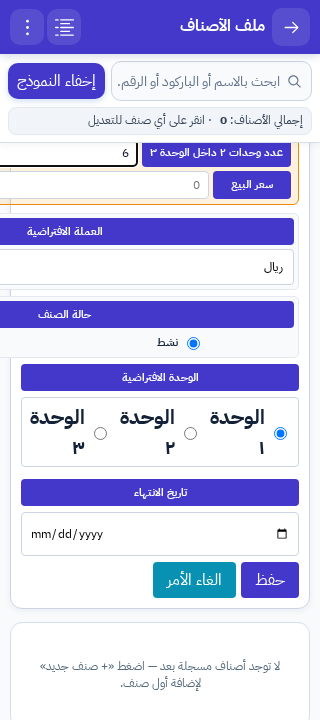 ملف الأصناف
ابحث بالاسم أو الباركود أو الرقم.
إخفاء النموذج
إجمالي الأصناف: 0 · انقر على أي صنف للتعديل
عدد وحدات ٢ داخل الوحدة ٣
6
سعر البيع
0
العملة الافتراضية
ريال
حالة الصنف
نشط
الوحدة الافتراضية
الوحدة ١
الوحدة ٢
الوحدة ٣
تاريخ الانتهاء
mm/dd/yyyy
حفظ
الغاء الأمر
لا توجد أصناف مسجلة بعد — اضغط «+ صنف جديد»
لإضافة أول صنف.